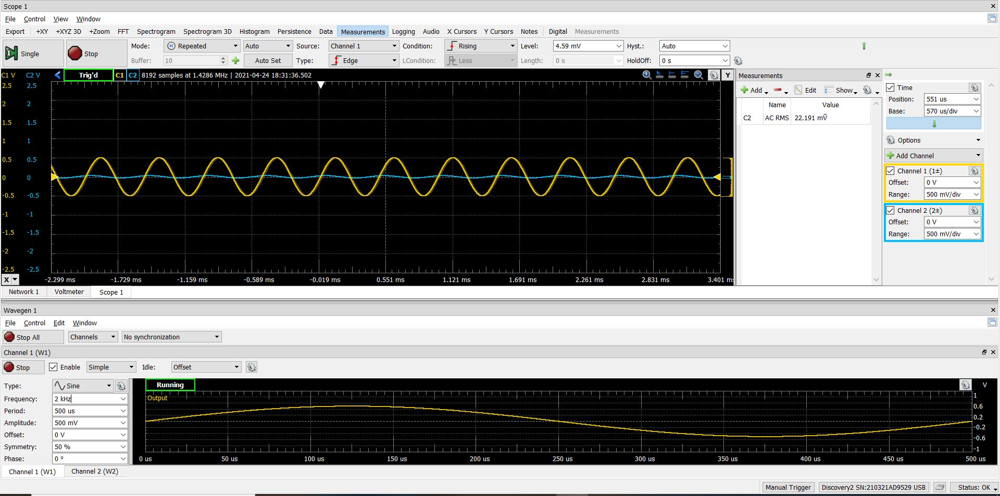 Scope 1
File Control View Window
Export +XY +XYZ 3D +Zoom FFT Spectrogram Spectrogram 3D Histogram Persistence Data Measurements Logging Audio X Cursors Y Cursors Notes Digital Measurements
Single Stop Mode: Repeated Auto Source: Channel 1 Condition: Rising Level: 4.59 mV Hyst.: Auto
Buffer: 10 Auto Set Type: Edge LCondition: Less Length: 0 s HoldOff: 0 s
C1 V C2 V Trig'd C1 C2 8192 samples at 1.4286 MHz | 2021-04-24 18:31:36.502 Y
2.5 2.5
2 2
1.5 1.5
1 1
0.5 0.5
0 0
-0.5 -0.5
-1 -1
-1.5 -1.5
-2 -2
-2.5 -2.5
X -2.299 ms -1.729 ms -1.159 ms -0.589 ms -0.019 ms 0.551 ms 1.121 ms 1.691 ms 2.261 ms 2.831 ms 3.401 ms
Measurements
Add Edit Show
Name Value
C2 AC RMS 22.191 mṼ
Time
Position: 551 us
Base: 570 us/div
Options
Add Channel
Channel 1 (1±)
Offset: 0 V
Range: 500 mV/div
Channel 2 (2±)
Offset: 0 V
Range: 500 mV/div
Network 1 Voltmeter Scope 1
Wavegen 1
File Control Edit Window
Stop All Channels No synchronization
Channel 1 (W1)
Stop Enable Simple Idle: Offset
Type: Sine
Frequency: 2 kHz
Period: 500 us
Amplitude: 500 mV
Offset: 0 V
Symmetry: 50 %
Phase: 0 º
Running V
Output
1
0.6
0.2
-0.2
-0.6
-1
0 us 50 us 100 us 150 us 200 us 250 us 300 us 350 us 400 us 450 us 500 us
Channel 1 (W1) Channel 2 (W2)
Manual Trigger Discovery2 SN:210321AD9529 USB Status: OK